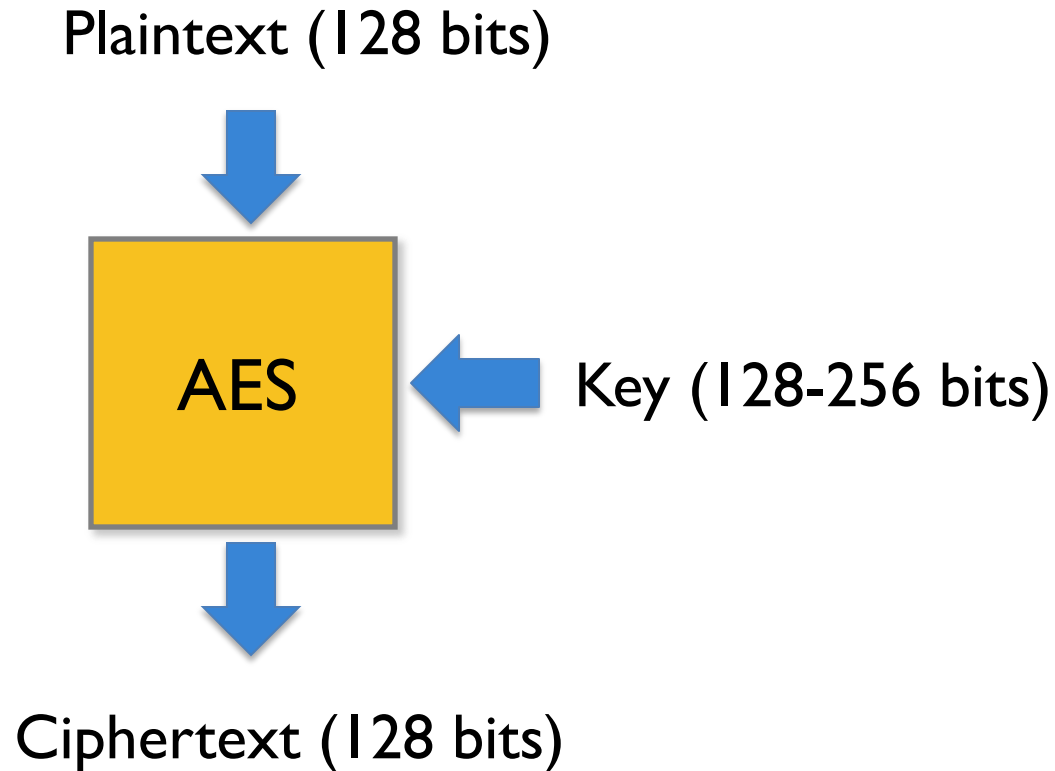 Plaintext (128 bits)
AES
Key (128-256 bits)
Ciphertext (128 bits)